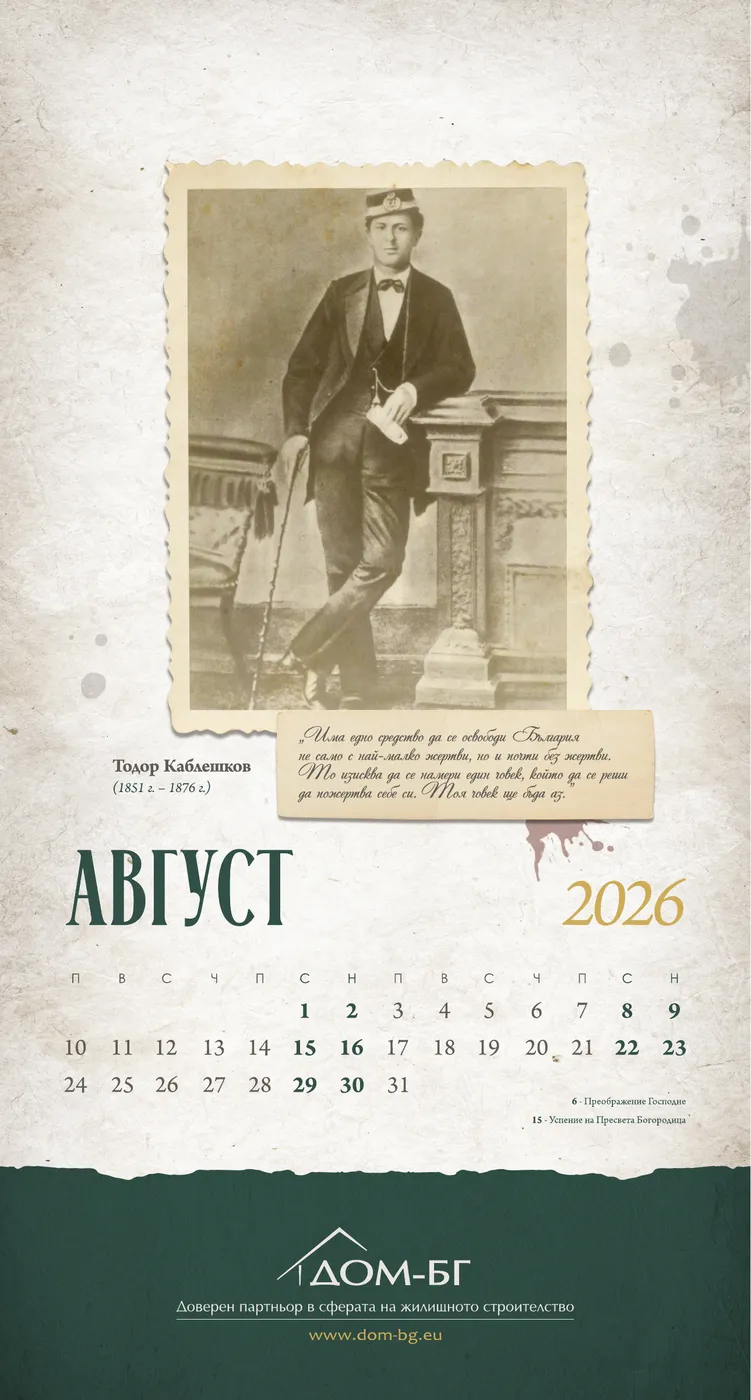 „Има едно средство да се освободи България
не само с най-малко жертви, но и почти без жертви.
То изисква да се намери един човек, който да се реши
да пожертва себе си. Тоя човек ще бъда аз.”
Тодор Каблешков
(1851 г. – 1876 г.)
АВГУСТ
2026
П В С Ч П С Н П В С Ч П С Н
1 2 3 4 5 6 7 8 9
10 11 12 13 14 15 16 17 18 19 20 21 22 23
24 25 26 27 28 29 30 31
6 - Преображение Господне
15 - Успение на Пресвета Богородица
ДОМ-БГ
Доверен партньор в сферата на жилищното строителство
www.dom-bg.eu